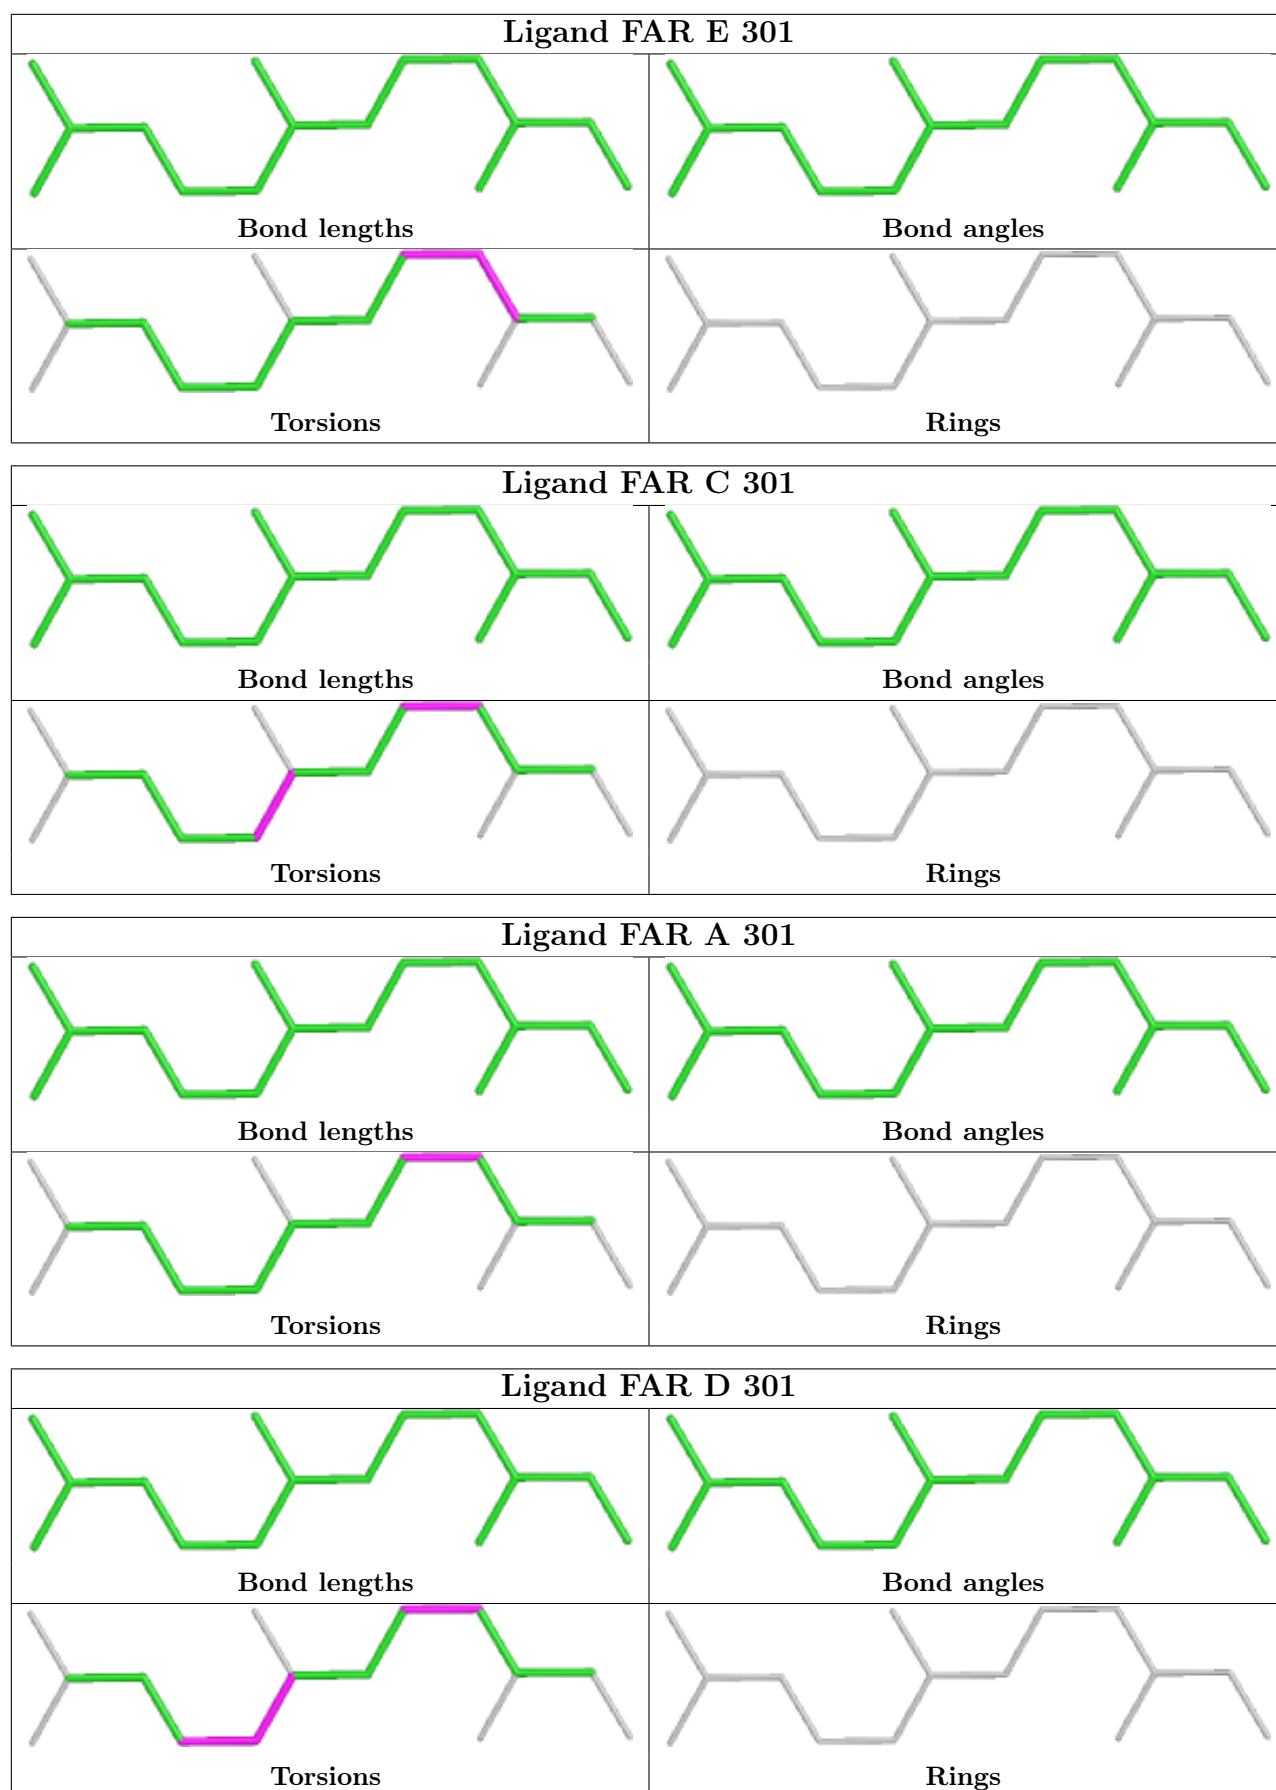 Ligand FAR E 301
Bond lengths
Bond angles
Torsions
Rings
Ligand FAR C 301
Bond lengths
Bond angles
Torsions
Rings
Ligand FAR A 301
Bond lengths
Bond angles
Torsions
Rings
Ligand FAR D 301
Bond lengths
Bond angles
Torsions
Rings